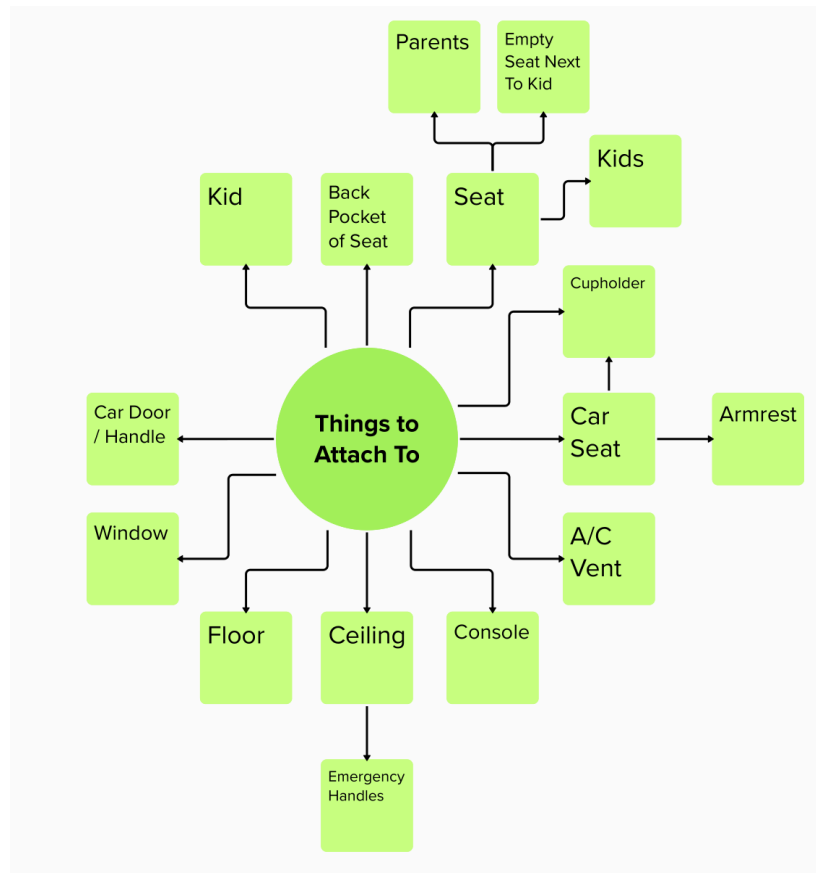 Parents
Empty
Seat Next
To Kid
Kids
Kid
Back
Pocket
of Seat
Seat
Cupholder
Things to
Attach To
Car Door
/ Handle
Car
Seat
Armrest
Window
A/C
Vent
Floor
Ceiling
Console
Emergency
Handles